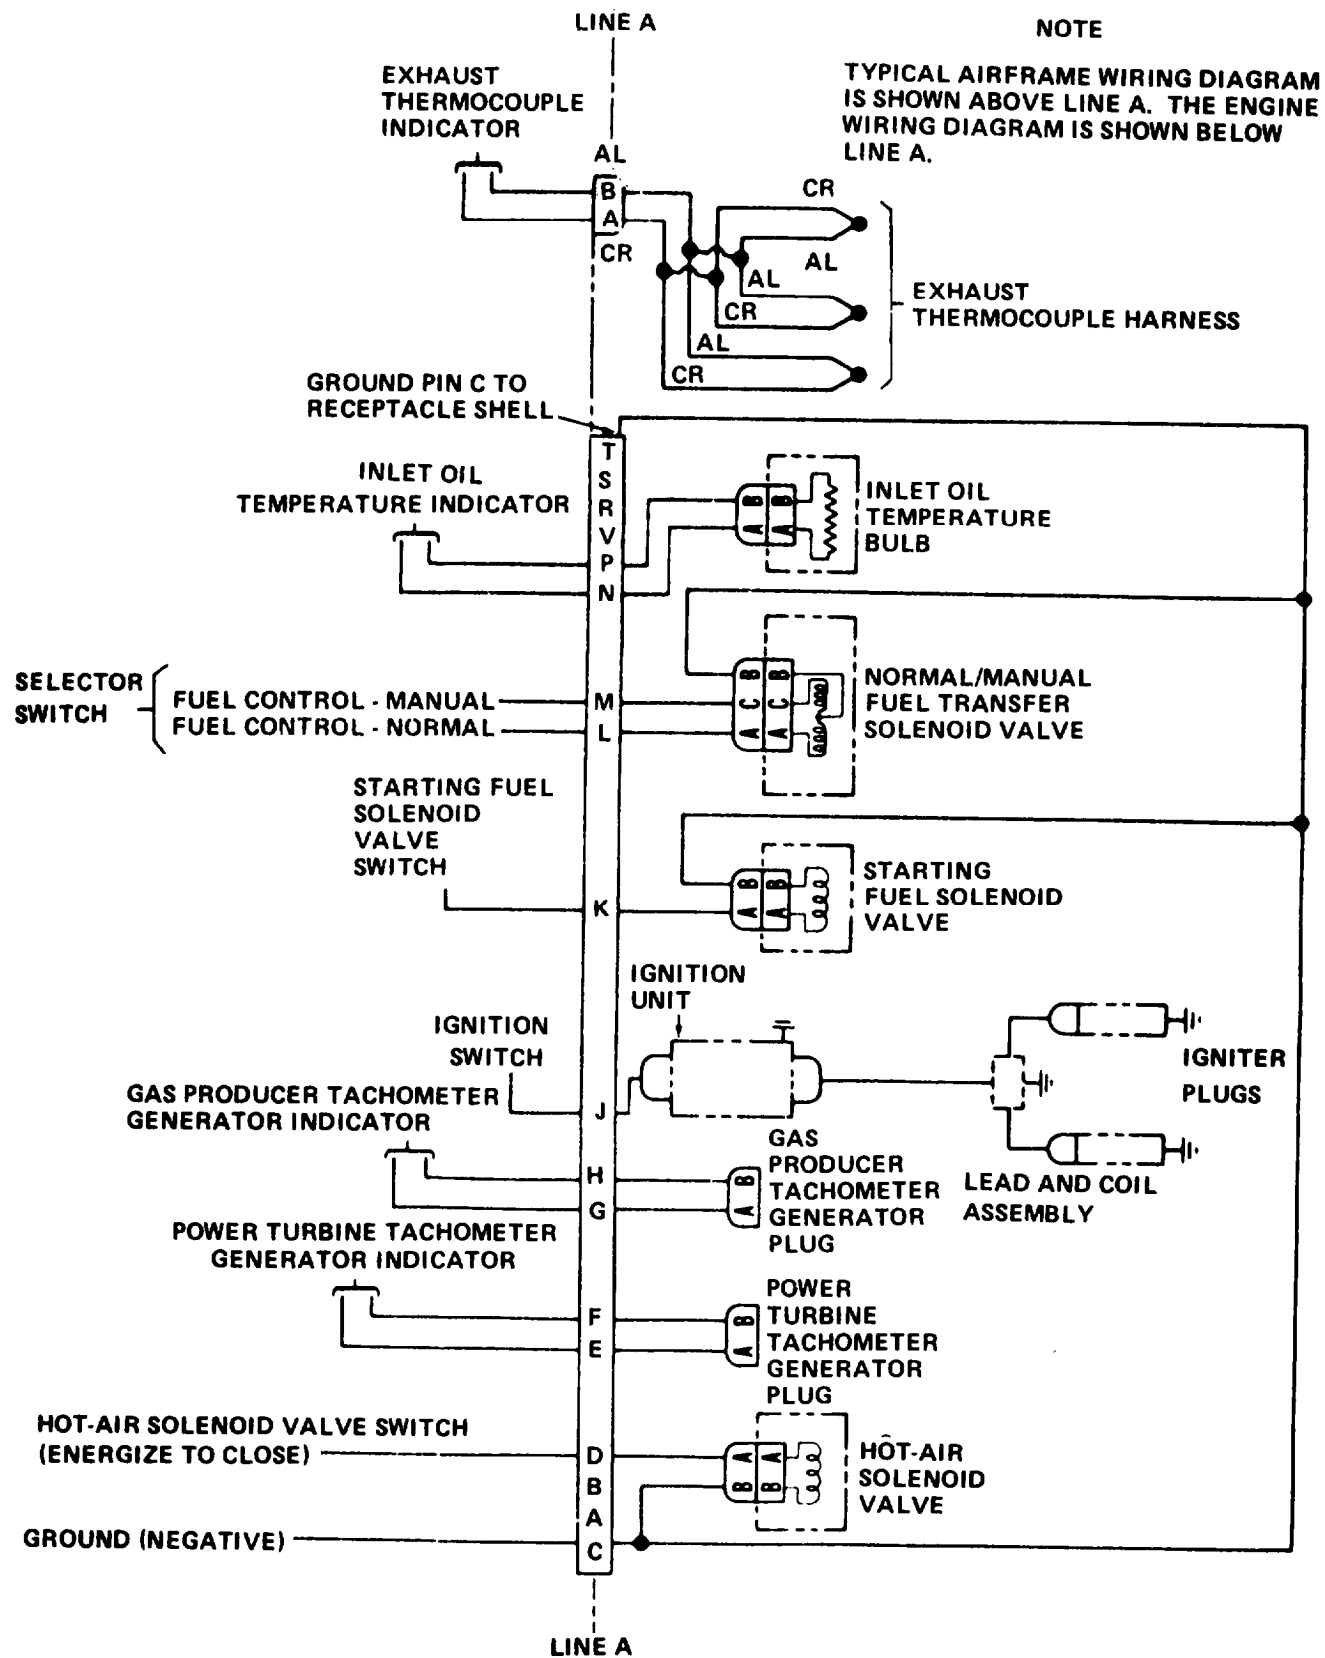 LINE A
NOTE
TYPICAL AIRFRAME WIRING DIAGRAM
IS SHOWN ABOVE LINE A. THE ENGINE
WIRING DIAGRAM IS SHOWN BELOW
LINE A.
EXHAUST
THERMOCOUPLE
INDICATOR
AL
B
A
CR
CR
AL
AL
CR
AL
CR
EXHAUST
THERMOCOUPLE HARNESS
GROUND PIN C TO
RECEPTACLE SHELL
T
S
R
V
P
N
INLET OIL
TEMPERATURE INDICATOR
B B
A A
INLET OIL
TEMPERATURE
BULB
SELECTOR
SWITCH
FUEL CONTROL - MANUAL
FUEL CONTROL - NORMAL
M
L
B B
C C
A A
NORMAL/MANUAL
FUEL TRANSFER
SOLENOID VALVE
STARTING FUEL
SOLENOID
VALVE
SWITCH
K
B B
A A
STARTING
FUEL SOLENOID
VALVE
IGNITION
UNIT
IGNITION
SWITCH
J
IGNITER
PLUGS
LEAD AND COIL
ASSEMBLY
GAS PRODUCER TACHOMETER
GENERATOR INDICATOR
H
G
B
A
GAS
PRODUCER
TACHOMETER
GENERATOR
PLUG
POWER TURBINE TACHOMETER
GENERATOR INDICATOR
F
E
B
A
POWER
TURBINE
TACHOMETER
GENERATOR
PLUG
HOT-AIR SOLENOID VALVE SWITCH
(ENERGIZE TO CLOSE)
D
B
A
C
A A
B B
HOT-AIR
SOLENOID
VALVE
GROUND (NEGATIVE)
LINE A